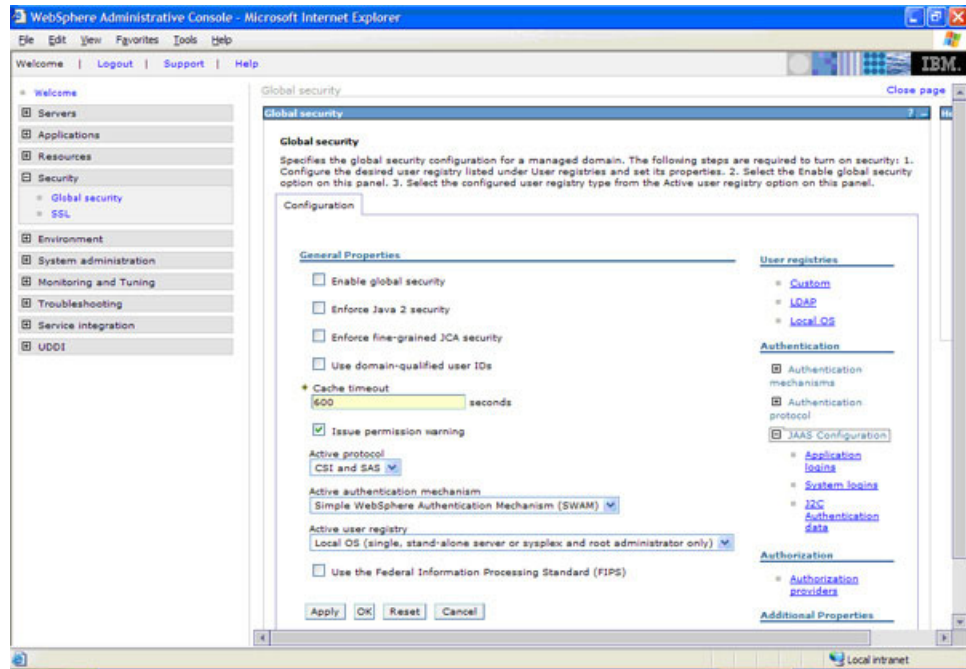 WebSphere Administrative Console - Microsoft Internet Explorer
File Edit View Favorites Tools Help
Welcome | Logout | Support | Help
IBM.
Welcome
Servers
Applications
Resources
Security
Global security
SSL
Environment
System administration
Monitoring and Tuning
Troubleshooting
Service integration
UDDI
Global security
Close page
Global security ? -
Global security
Specifies the global security configuration for a managed domain. The following steps are required to turn on security: 1.
Configure the desired user registry listed under User registries and set its properties. 2. Select the Enable global security
option on this panel. 3. Select the configured user registry type from the Active user registry option on this panel.
Configuration
General Properties
Enable global security
Enforce Java 2 security
Enforce fine-grained JCA security
Use domain-qualified user IDs
Cache timeout
600 seconds
Issue permission warning
Active protocol
CSI and SAS
Active authentication mechanism
Simple WebSphere Authentication Mechanism (SWAM)
Active user registry
Local OS (single, stand-alone server or sysplex and root administrator only)
Use the Federal Information Processing Standard (FIPS)
Apply OK Reset Cancel
User registries
Custom
LDAP
Local OS
Authentication
Authentication
mechanisms
Authentication
protocol
JAAS Configuration
Application
logins
System logins
J2C
Authentication
data
Authorization
Authorization
providers
Additional Properties
Local intranet